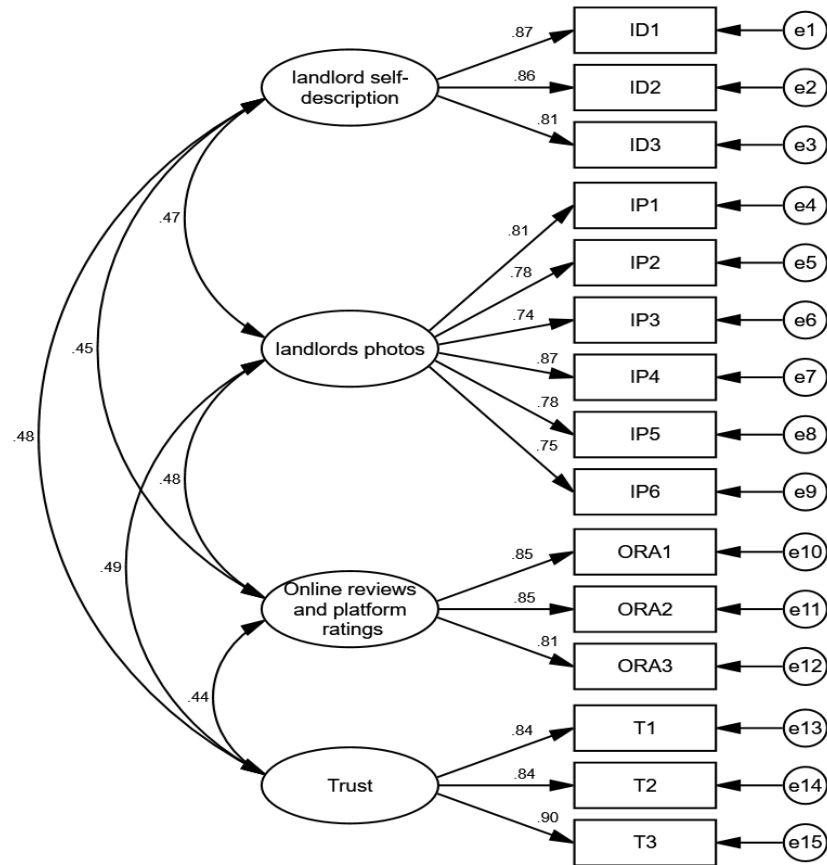 .87
ID1
e1
landlord self-
description
.86
ID2
e2
.81
ID3
e3
.47
.81
IP1
e4
.78
IP2
e5
.74
IP3
e6
landlords photos
.87
IP4
e7
.78
IP5
e8
.75
IP6
e9
.45
.48
.48
.49
.85
ORA1
e10
Online reviews
and platform
ratings
.85
ORA2
e11
.81
ORA3
e12
.44
.84
T1
e13
Trust
.84
T2
e14
.90
T3
e15